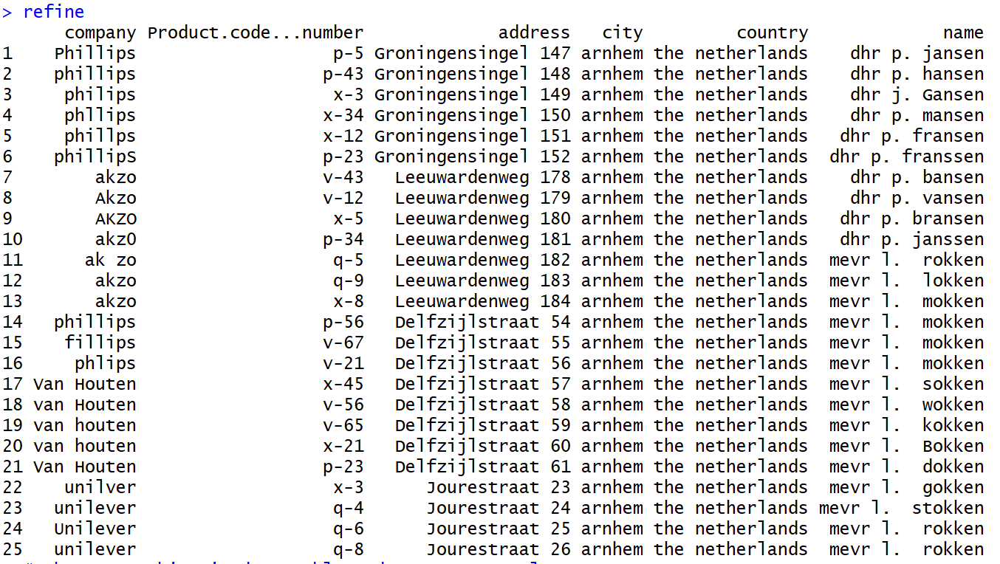 > refine
company Product.code...number address city country name
1 Phillips p-5 Groningensingel 147 arnhem the netherlands dhr p. jansen
2 phillips p-43 Groningensingel 148 arnhem the netherlands dhr p. hansen
3 philips x-3 Groningensingel 149 arnhem the netherlands dhr j. Gansen
4 phllips x-34 Groningensingel 150 arnhem the netherlands dhr p. mansen
5 phillps x-12 Groningensingel 151 arnhem the netherlands dhr p. fransen
6 phillipS p-23 Groningensingel 152 arnhem the netherlands dhr p. franssen
7 akzo v-43 Leeuwardenweg 178 arnhem the netherlands dhr p. bansen
8 Akzo v-12 Leeuwardenweg 179 arnhem the netherlands dhr p. vansen
9 AKZO x-5 Leeuwardenweg 180 arnhem the netherlands dhr p. bransen
10 akz0 p-34 Leeuwardenweg 181 arnhem the netherlands dhr p. janssen
11 ak zo q-5 Leeuwardenweg 182 arnhem the netherlands mevr l. rokken
12 akzo q-9 Leeuwardenweg 183 arnhem the netherlands mevr l. lokken
13 akzo x-8 Leeuwardenweg 184 arnhem the netherlands mevr l. mokken
14 phillips p-56 Delfzijlstraat 54 arnhem the netherlands mevr l. mokken
15 fillips v-67 Delfzijlstraat 55 arnhem the netherlands mevr l. mokken
16 phlips v-21 Delfzijlstraat 56 arnhem the netherlands mevr l. mokken
17 Van Houten x-45 Delfzijlstraat 57 arnhem the netherlands mevr l. sokken
18 van Houten v-56 Delfzijlstraat 58 arnhem the netherlands mevr l. wokken
19 van houten v-65 Delfzijlstraat 59 arnhem the netherlands mevr l. kokken
20 van houten x-21 Delfzijlstraat 60 arnhem the netherlands mevr l. Bokken
21 Van Houten p-23 Delfzijlstraat 61 arnhem the netherlands mevr l. dokken
22 unilver x-3 Jourestraat 23 arnhem the netherlands mevr l. gokken
23 unilever q-4 Jourestraat 24 arnhem the netherlands mevr l. stokken
24 Unilever q-6 Jourestraat 25 arnhem the netherlands mevr l. rokken
25 unilever q-8 Jourestraat 26 arnhem the netherlands mevr l. rokken